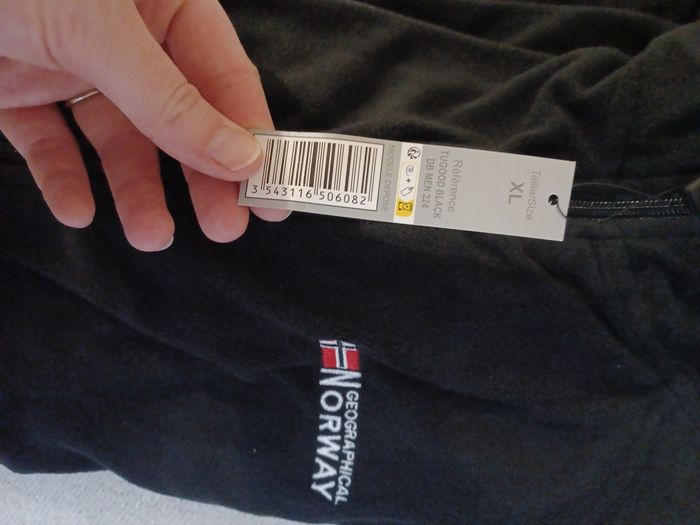 Taille/Size
XL
Référence
TUGOOD BLACK
DB MEN 224
MODELE DEPOSE
3 543116 506082
GEOGRAPHICAL
NORWAY